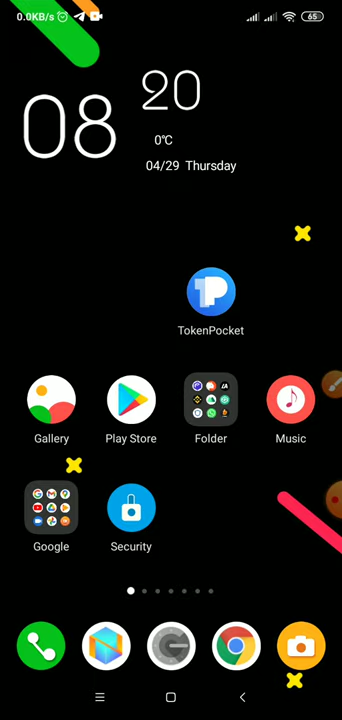 0.0KB/s 65
08 20
0°C
04/29 Thursday
TokenPocket
Gallery Play Store Folder Music
Google Security